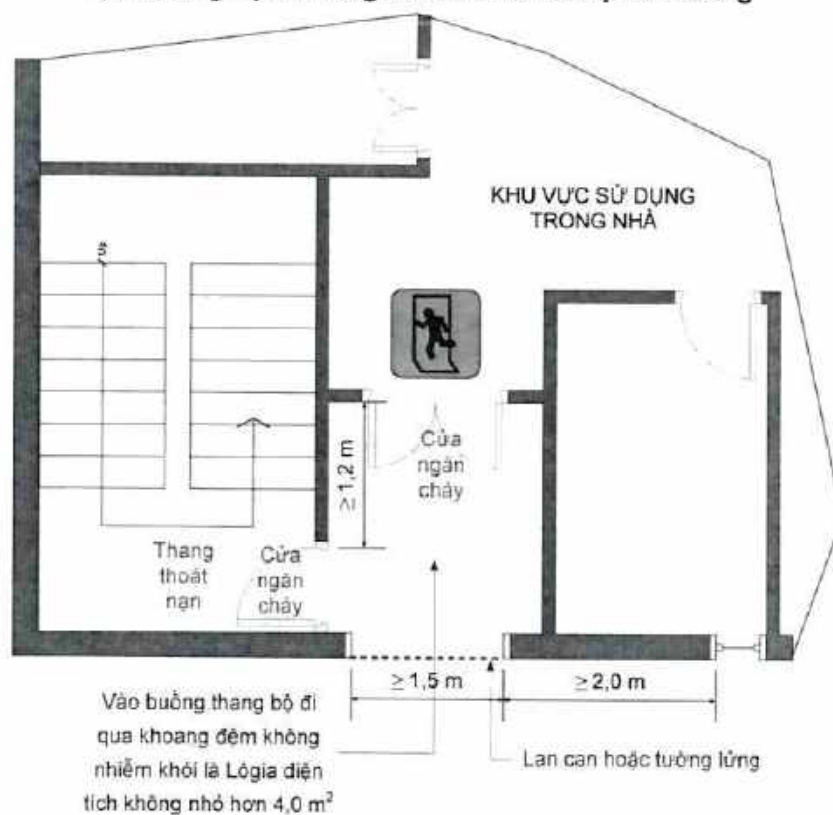 KHU VỰC SỬ DỤNG
TRONG NHÀ
Cửa
ngăn
cháy
≥ 1,2 m
Thang
thoát
nạn
Cửa
ngăn
cháy
≥ 1,5 m
≥ 2,0 m
Vào buồng thang bộ đi
qua khoang đệm không
nhiễm khói là Lôgia diện
tích không nhỏ hơn 4,0 m²
Lan can hoặc tường lửng